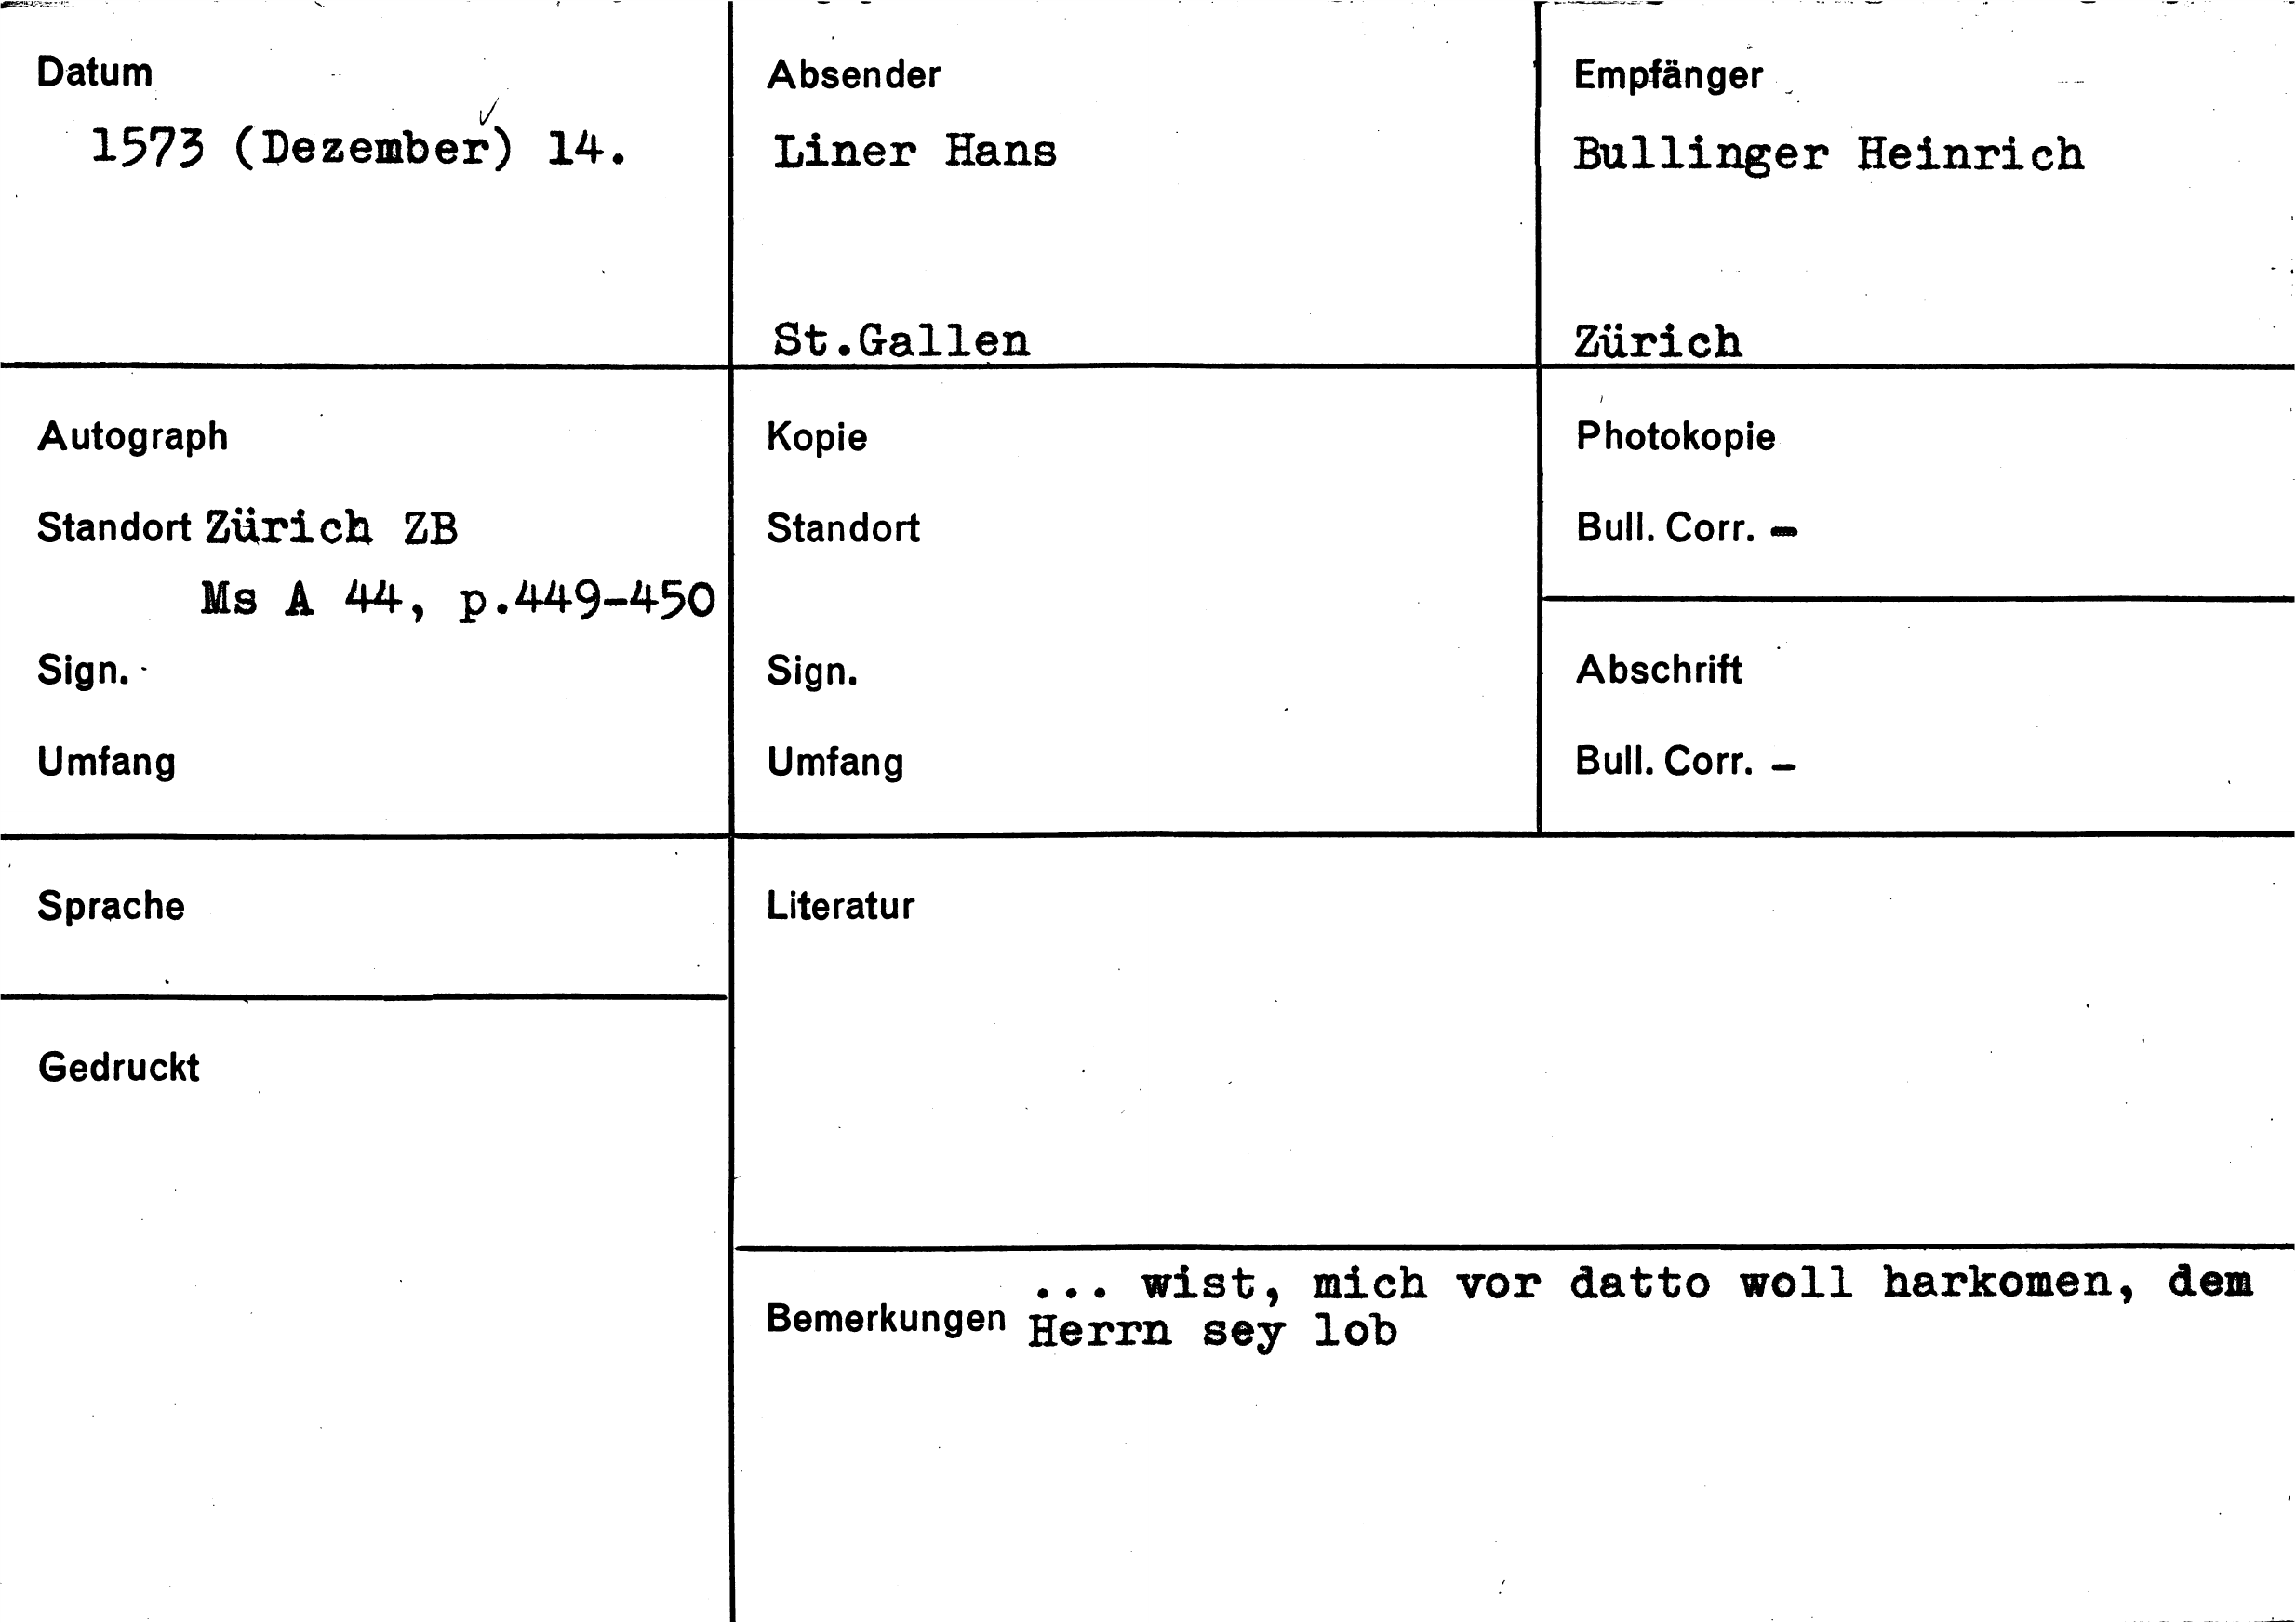 Datum
1573 (Dezember) 14.
Absender
Liner Hans
St.Gallen
Empfänger
Bullinger Heinrich
Zürich
Autograph
Standort Zürich ZB
Ms A 44, p.449-450
Sign.
Umfang
Kopie
Standort
Sign.
Umfang
Photokopie
Bull. Corr. -
Abschrift
Bull. Corr. -
Sprache
Gedruckt
Literatur
Bemerkungen
... wist, mich vor datto woll harkomen, dem
Herrn sey lob